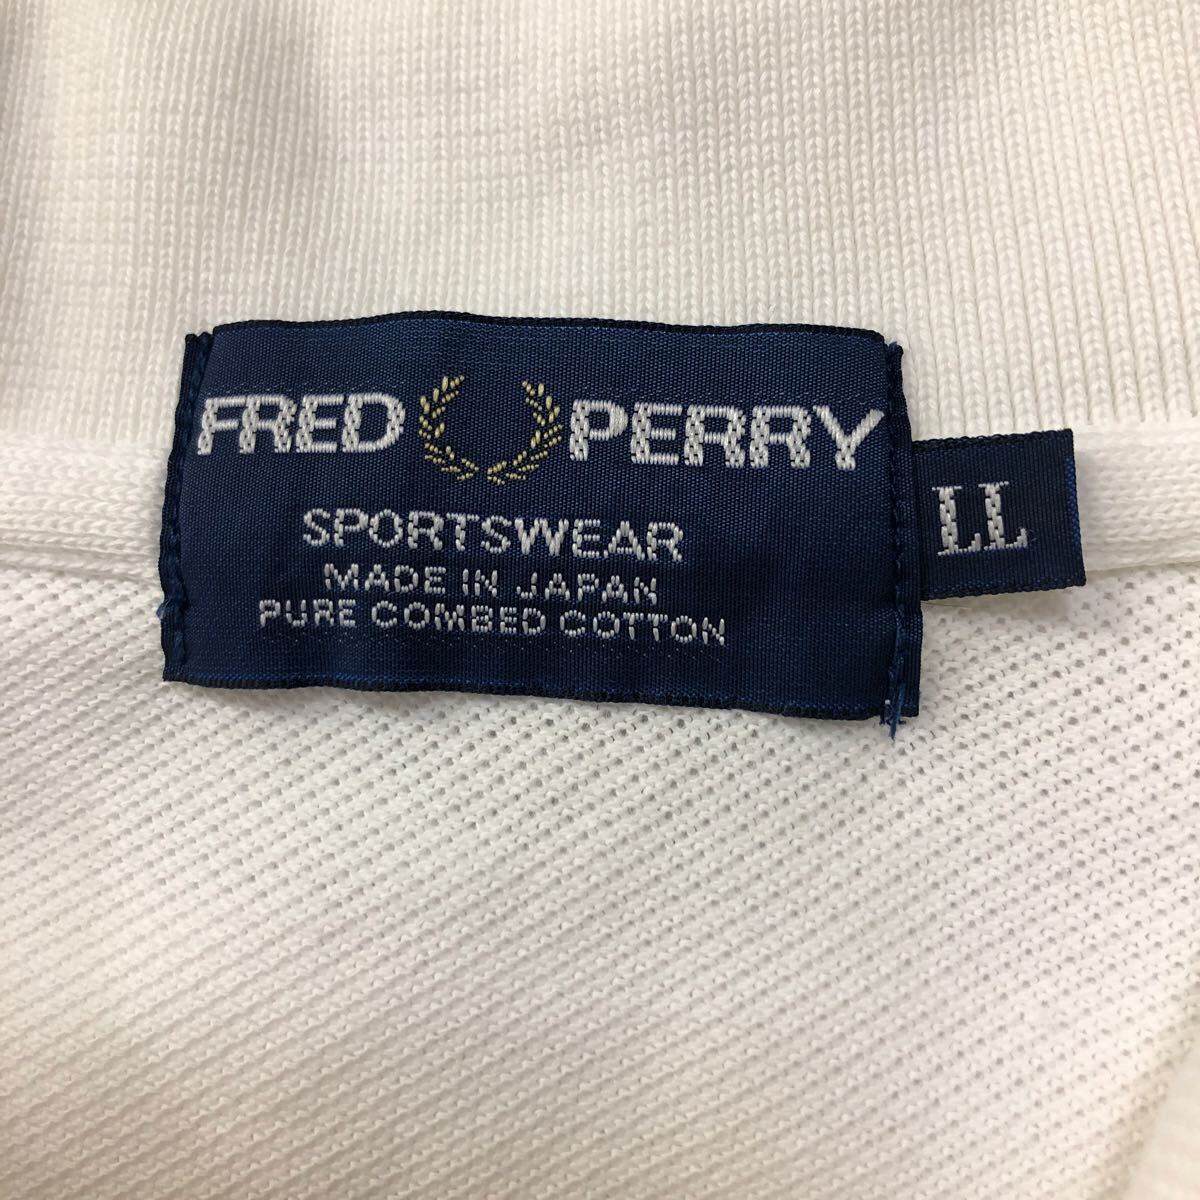 FRED PERRY
SPORTSWEAR
MADE IN JAPAN
PURE COMBED COTTON
LL